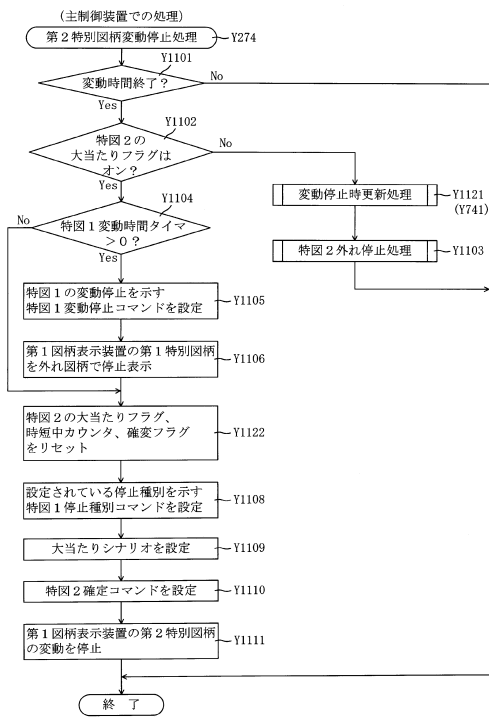 (主制御装置での処理)
第2特別図柄変動停止処理
Y274
Y1101
変動時間終了?
No
Yes
Y1102
特図2の
大当たりフラグは
オン?
No
Yes
変動停止時更新処理
Y1121
(Y741)
特図2外れ停止処理
Y1103
Y1104
特図1変動時間タイマ
>0?
No
Yes
特図1の変動停止を示す
特図1変動停止コマンドを設定
Y1105
第1図柄表示装置の第1特別図柄
を外れ図柄で停止表示
Y1106
特図2の大当たりフラグ、
時短中カウンタ、確変フラグ
をリセット
Y1122
設定されている停止種別を示す
特図1停止種別コマンドを設定
Y1108
大当たりシナリオを設定
Y1109
特図2確定コマンドを設定
Y1110
第1図柄表示装置の第2特別図柄
の変動を停止
Y1111
終 了